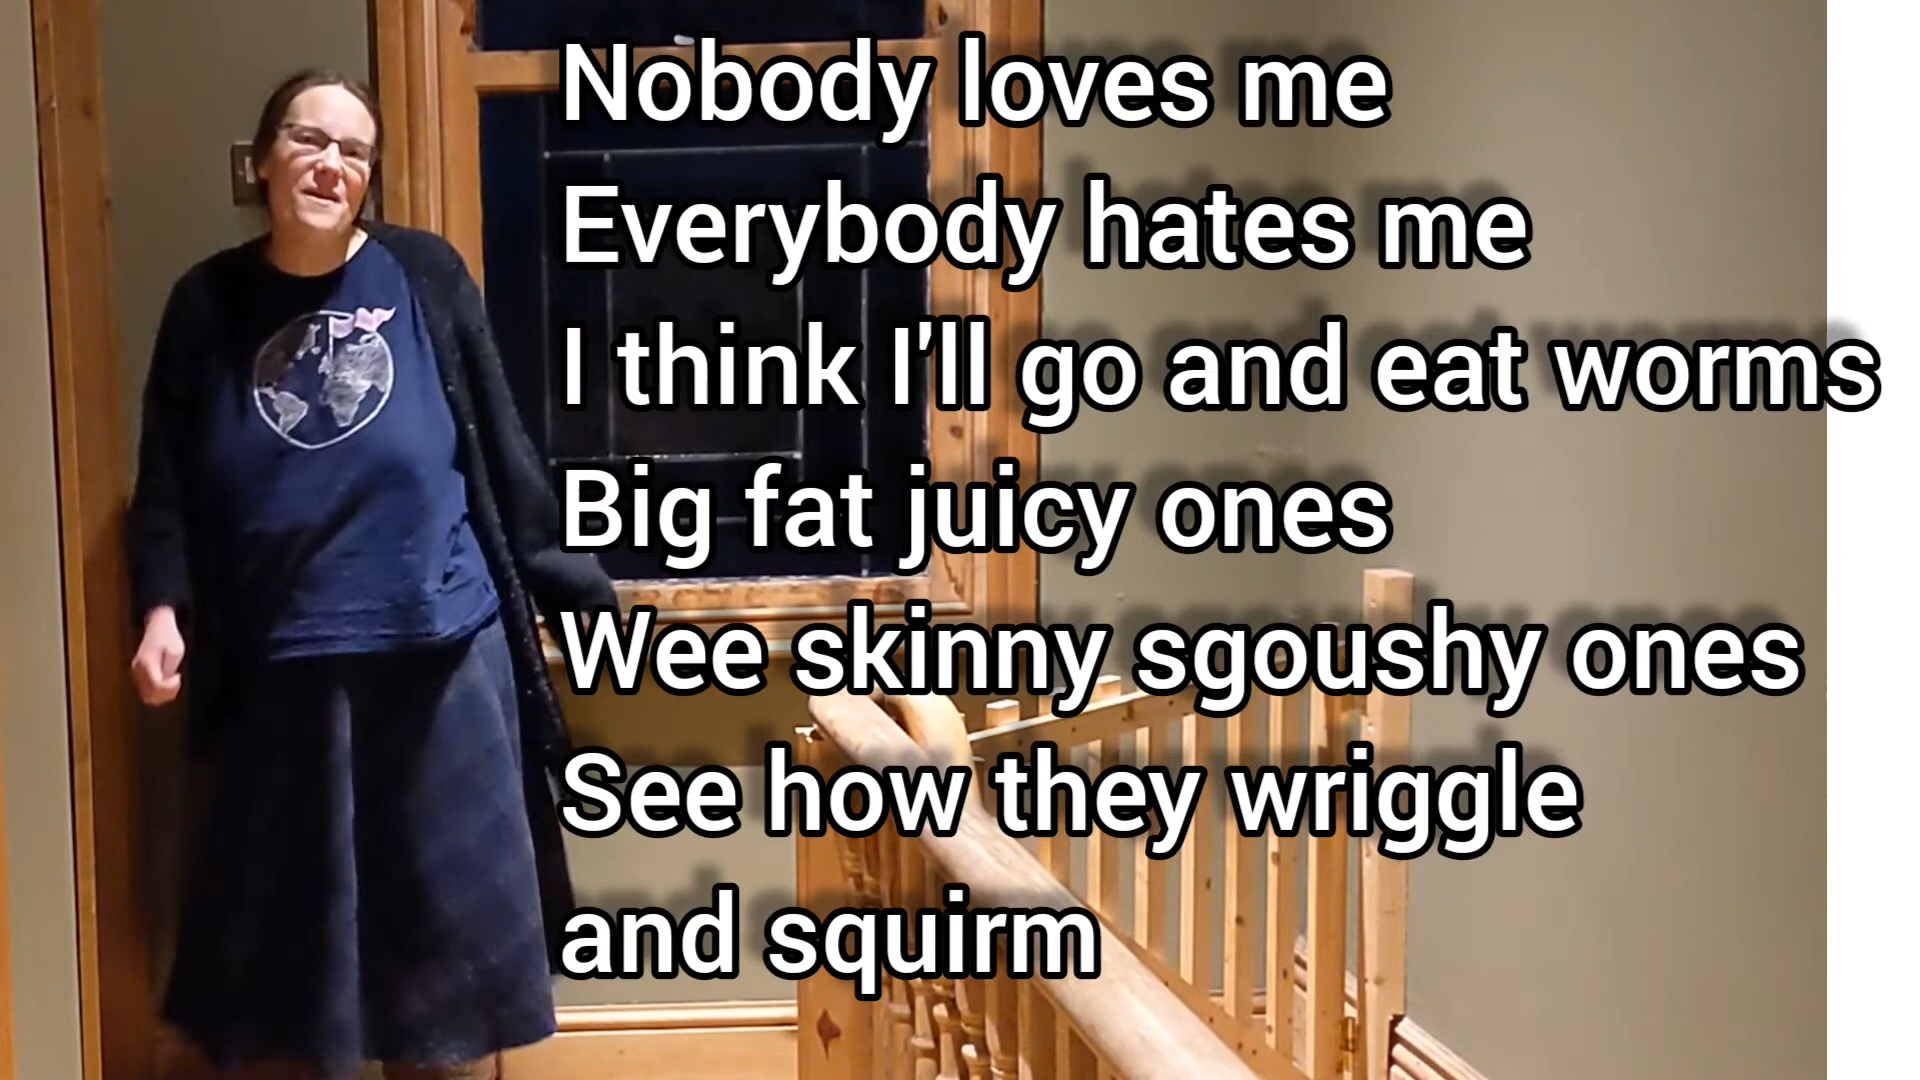 Nobody loves me
Everybody hates me
I think I'll go and eat worms
Big fat juicy ones
Wee skinny sgoushy ones
See how they wriggle
and squirm